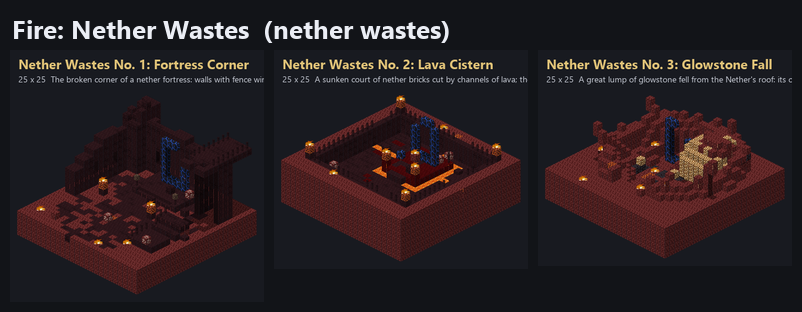 Fire: Nether Wastes (nether wastes)
Nether Wastes No. 1: Fortress Corner
25 x 25 The broken corner of a nether fortress: walls with fence
Nether Wastes No. 2: Lava Cistern
25 x 25 A sunken court of nether bricks cut by channels of lava;
Nether Wastes No. 3: Glowstone Fall
25 x 25 A great lump of glowstone fell from the Nether's roof: its